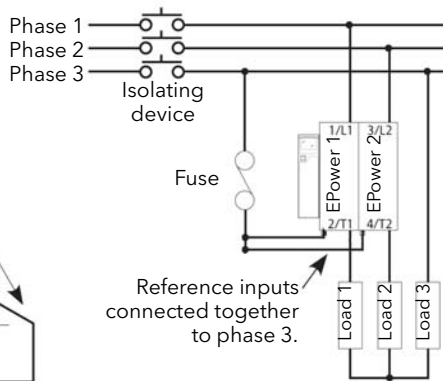 Phase 1
Phase 2
Phase 3
Isolating
device
1/L1
3/L2
EPower 1
EPower 2
Fuse
2/T1
4/T2
Reference inputs
connected together
to phase 3.
Load 1
Load 2
Load 3